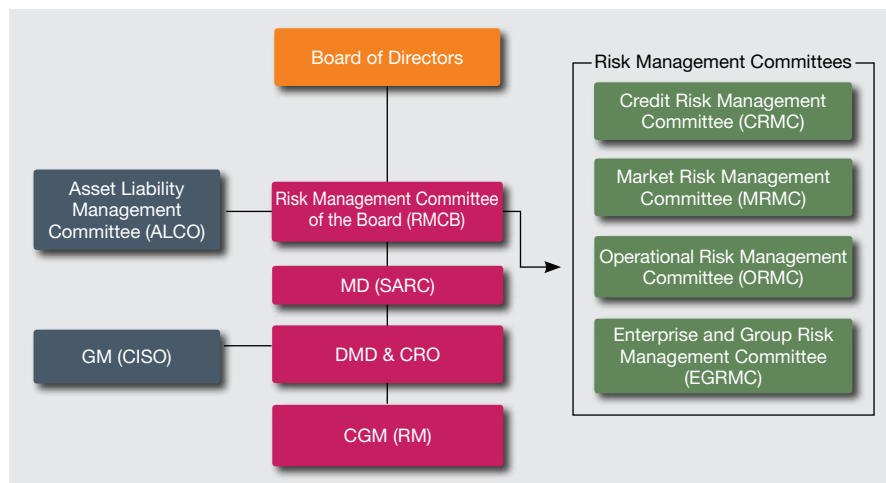 Board of Directors
Asset Liability
Management
Committee (ALCO)
Risk Management Committee
of the Board (RMCB)
MD (SARC)
GM (CISO)
DMD & CRO
CGM (RM)
Risk Management Committees
Credit Risk Management
Committee (CRMC)
Market Risk Management
Committee (MRMC)
Operational Risk Management
Committee (ORMC)
Enterprise and Group Risk
Management Committee
(EGRMC)